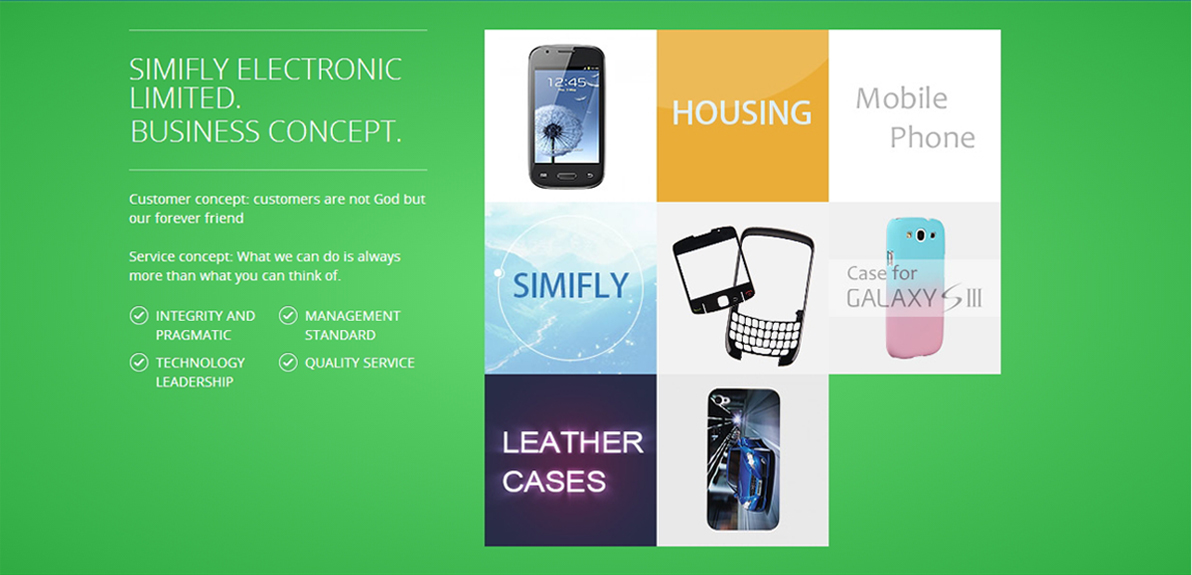 SIMIFLY ELECTRONIC
LIMITED.
BUSINESS CONCEPT.
Customer concept: customers are not God but
our forever friend
Service concept: What we can do is always
more than what you can think of.
INTEGRITY AND
PRAGMATIC
MANAGEMENT
STANDARD
TECHNOLOGY
LEADERSHIP
QUALITY SERVICE
12:45
HOUSING
Mobile
Phone
SIMIFLY
Case for
GALAXY S III
LEATHER
CASES